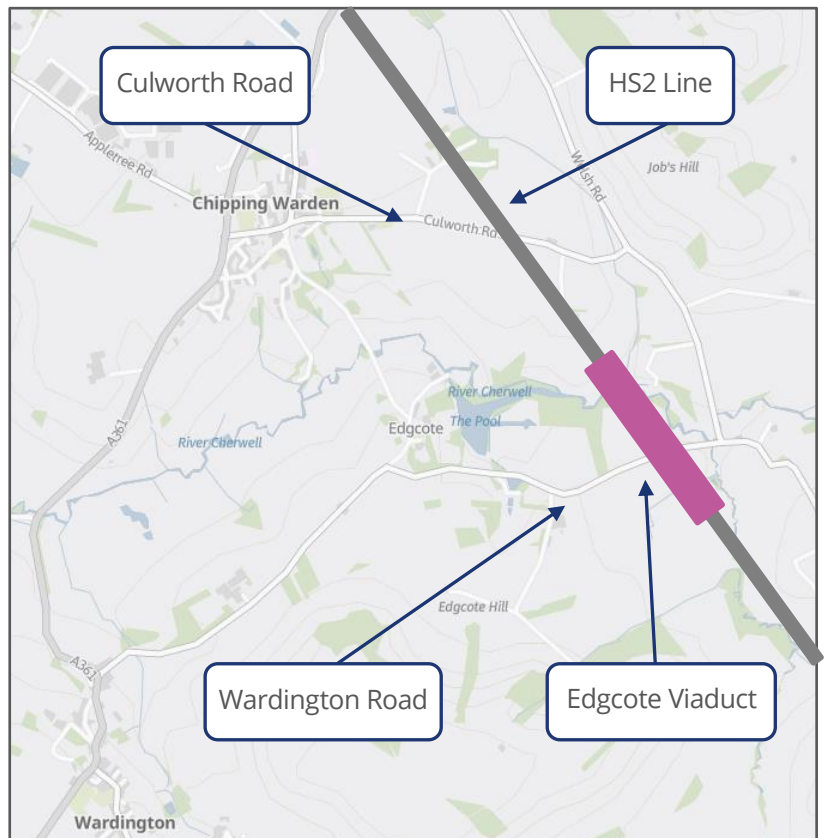 Culworth Road
HS2 Line
Appletree Rd
Welsh Rd
Job's Hill
Chipping Warden
Culworth Rd
River Cherwell
The Pool
Edgcote
A361
River Cherwell
Edgcote Hill
A361
Wardington Road
Edgcote Viaduct
Wardington